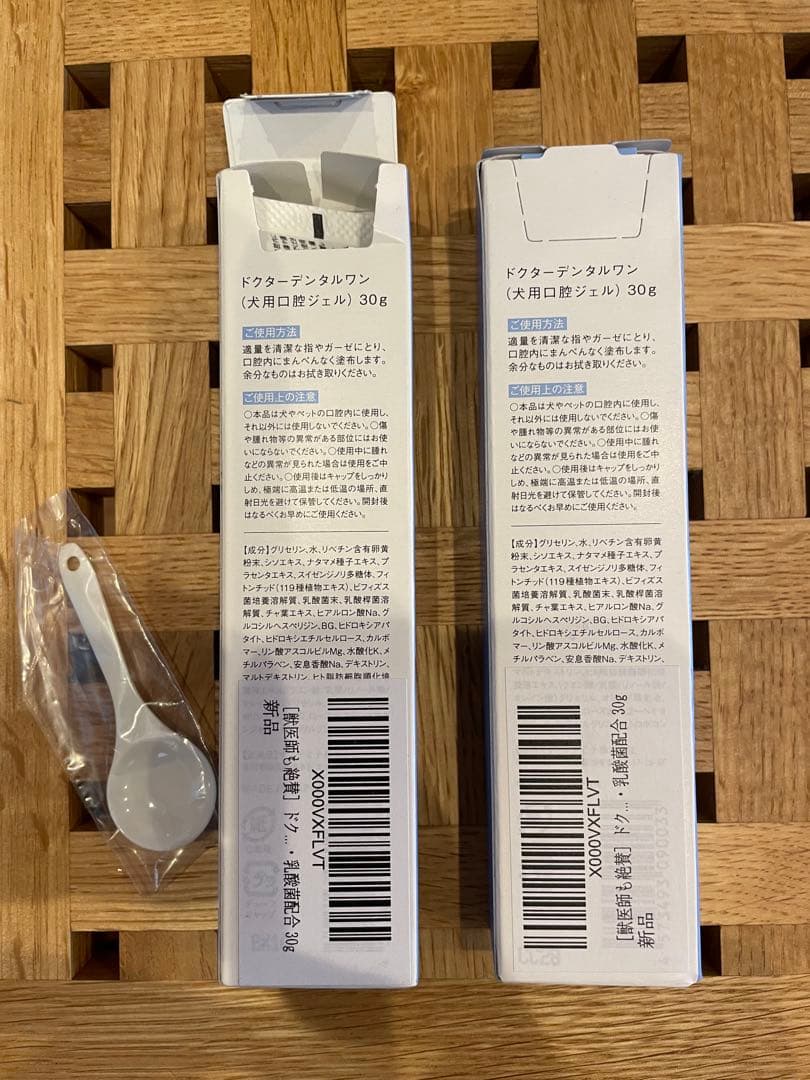 ドクターデンタルワン
(犬用口腔ジェル) 30g
ご使用方法
適量を清潔な指やガーゼにとり、
口腔内にまんべんなく塗布します。
余分なものはお拭き取りください。
ご使用上の注意
○本品は犬やペットの口腔内に使用し、
それ以外には使用しないでください。○傷
や腫れ物等の異常がある部位にはお使
いにならないでください。○使用中に腫れ
などの異常が見られた場合は使用をご中
止ください。○使用後はキャップをしっかり
しめ、極端に高温または低温の場所、直
射日光を避けて保管してください。開封後
はなるべくお早めにご使用ください。
【成分】グリセリン、水、リベチン含有卵黄
粉末、シソエキス、ナタマメ種子エキス、プ
ラセンタエキス、スイゼンジノリ多糖体、フィ
トンチッド(119種植物エキス)、ビフィズス
菌培養溶解質、乳酸菌末、乳酸桿菌溶
解質、チャ葉エキス、ヒアルロン酸Na、グ
ルコシルヘスペリジン、BG、ヒドロキシアパ
タイト、ヒドロキシエチルセルロース、カルボ
マー、リン酸アスコルビルMg、水酸化K、メ
チルパラベン、安息香酸Na、デキストリン、
マルトデキストリン、ヒト脂肪細胞順化培
X000VXFLVT
[獣医師も絶賛] ドク...・乳酸菌配合 30g
新品
ドクターデンタルワン
(犬用口腔ジェル) 30g
ご使用方法
適量を清潔な指やガーゼにとり、
口腔内にまんべんなく塗布します。
余分なものはお拭き取りください。
ご使用上の注意
○本品は犬やペットの口腔内に使用し、
それ以外には使用しないでください。○傷
や腫れ物等の異常がある部位にはお使
いにならないでください。○使用中に腫れ
などの異常が見られた場合は使用をご中
止ください。○使用後はキャップをしっかり
しめ、極端に高温または低温の場所、直
射日光を避けて保管してください。開封後
はなるべくお早めにご使用ください。
【成分】グリセリン、水、リベチン含有卵黄
粉末、シソエキス、ナタマメ種子エキス、プ
ラセンタエキス、スイゼンジノリ多糖体、フィ
トンチッド(119種植物エキス)、ビフィズス
菌培養溶解質、乳酸菌末、乳酸桿菌溶
解質、チャ葉エキス、ヒアルロン酸Na、グ
ルコシルヘスペリジン、BG、ヒドロキシアパ
タイト、ヒドロキシエチルセルロース、カルボ
マー、リン酸アスコルビルMg、水酸化K、メ
チルパラベン、安息香酸Na、デキストリン、
X000VXFLVT
[獣医師も絶賛] ドク...・乳酸菌配合 30g
新品